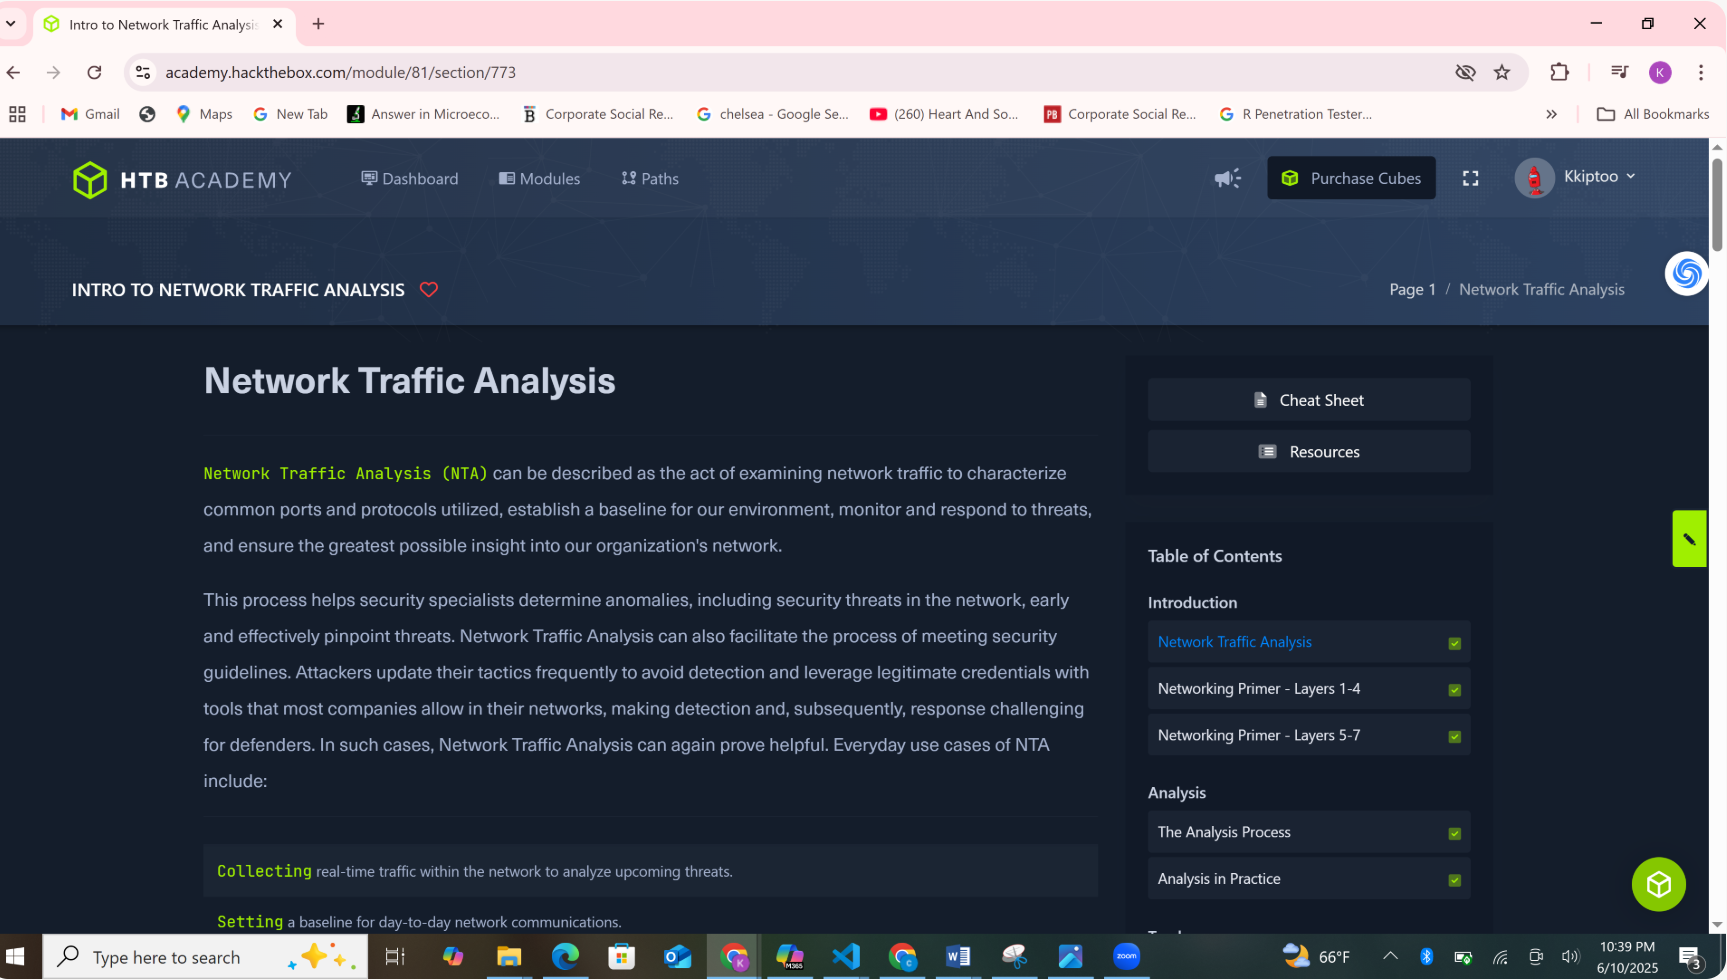 Intro to Network Traffic Analysis
academy.hackthebox.com/module/81/section/773
K
Gmail
Maps
New Tab
Answer in Microeco...
Corporate Social Re...
chelsea - Google Se...
(260) Heart And So...
PB
Corporate Social Re...
R Penetration Tester...
All Bookmarks
HTB ACADEMY
Dashboard
Modules
Paths
Purchase Cubes
Kkiptoo
INTRO TO NETWORK TRAFFIC ANALYSIS
Page 1 / Network Traffic Analysis
Network Traffic Analysis
Network Traffic Analysis (NTA) can be described as the act of examining network traffic to characterize
common ports and protocols utilized, establish a baseline for our environment, monitor and respond to threats,
and ensure the greatest possible insight into our organization's network.
This process helps security specialists determine anomalies, including security threats in the network, early
and effectively pinpoint threats. Network Traffic Analysis can also facilitate the process of meeting security
guidelines. Attackers update their tactics frequently to avoid detection and leverage legitimate credentials with
tools that most companies allow in their networks, making detection and, subsequently, response challenging
for defenders. In such cases, Network Traffic Analysis can again prove helpful. Everyday use cases of NTA
include:
Collecting real-time traffic within the network to analyze upcoming threats.
Setting a baseline for day-to-day network communications.
Cheat Sheet
Resources
Table of Contents
Introduction
Network Traffic Analysis
Networking Primer - Layers 1-4
Networking Primer - Layers 5-7
Analysis
The Analysis Process
Analysis in Practice
Type here to search
K
M365
C
zoom
66°F
10:39 PM
6/10/2025
3